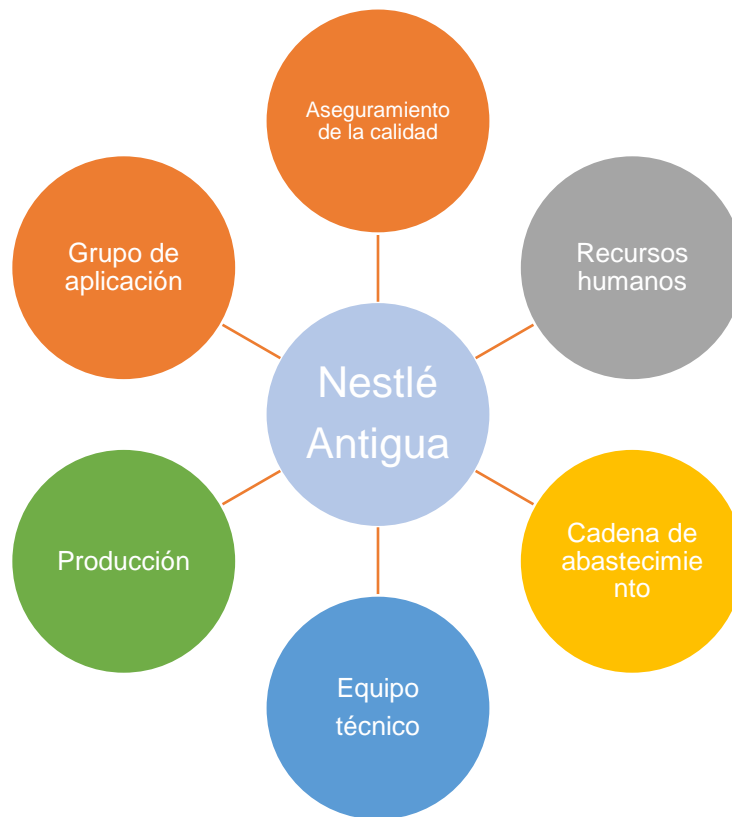 Aseguramiento
de la calidad
Grupo de
aplicación
Recursos
humanos
Nestlé
Antigua
Producción
Cadena de
abastecimie
nto
Equipo
técnico